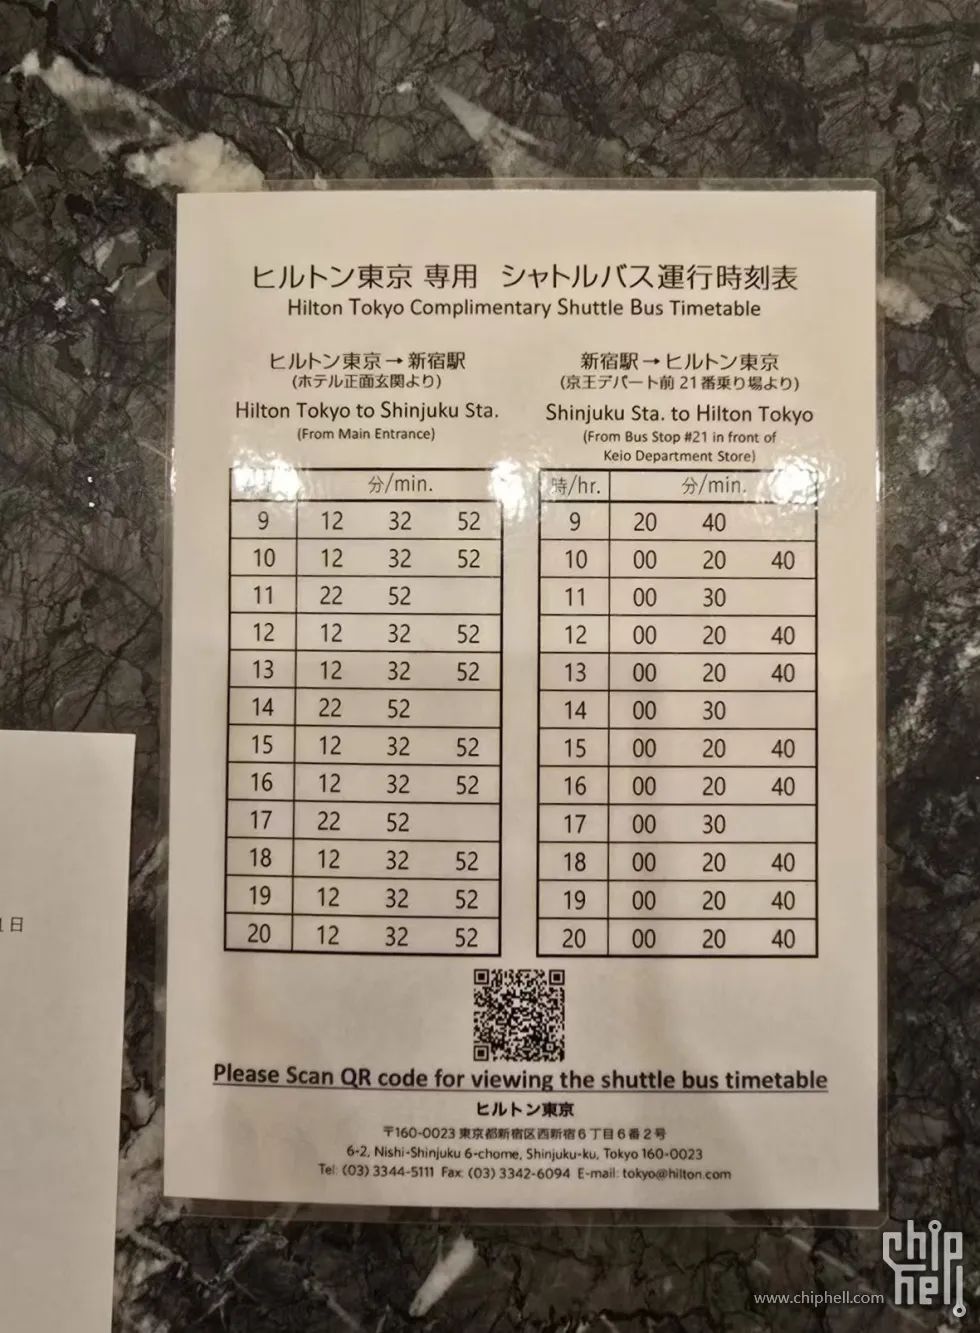 ヒルトン東京 専用 シャトルバス運行時刻表
Hilton Tokyo Complimentary Shuttle Bus Timetable
ヒルトン東京→新宿駅
(ホテル正面玄関より)
Hilton Tokyo to Shinjuku Sta.
(From Main Entrance)
分/min.
9 12 32 52
10 12 32 52
11 22 52
12 12 32 52
13 12 32 52
14 22 52
15 12 32 52
16 12 32 52
17 22 52
18 12 32 52
19 12 32 52
20 12 32 52
新宿駅→ヒルトン東京
(京王デパート前 21番乗り場より)
Shinjuku Sta. to Hilton Tokyo
(From Bus Stop #21 in front of
Keio Department Store)
時/hr. 分/min.
9 20 40
10 00 20 40
11 00 30
12 00 20 40
13 00 20 40
14 00 30
15 00 20 40
16 00 20 40
17 00 30
18 00 20 40
19 00 20 40
20 00 20 40
Please Scan QR code for viewing the shuttle bus timetable
ヒルトン東京
〒160-0023 東京都新宿区西新宿6丁目6番2号
6-2, Nishi-Shinjuku 6-chome, Shinjuku-ku, Tokyo 160-0023
Tel: (03) 3344-5111 Fax: (03) 3342-6094 E-mail: tokyo@hilton.com
日
chip hell
www.chiphell.com